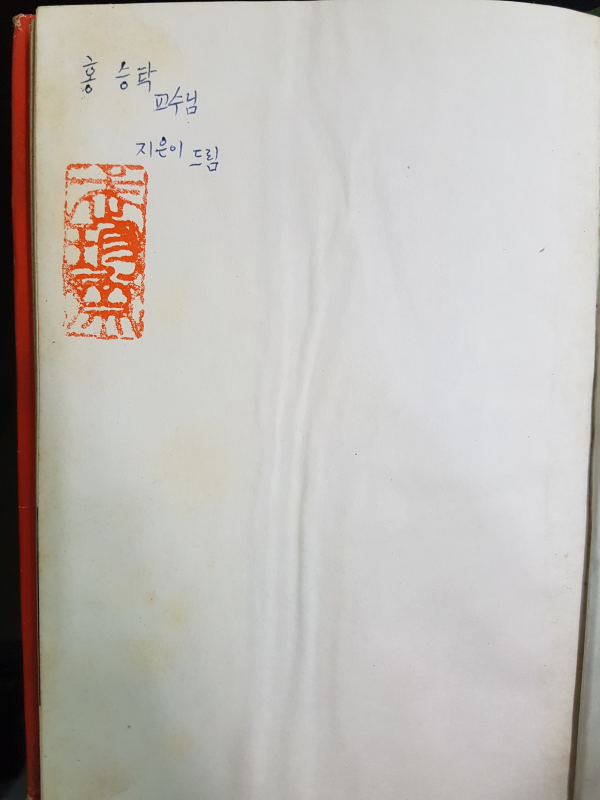 홍 승탁
교수님
지은이 드림